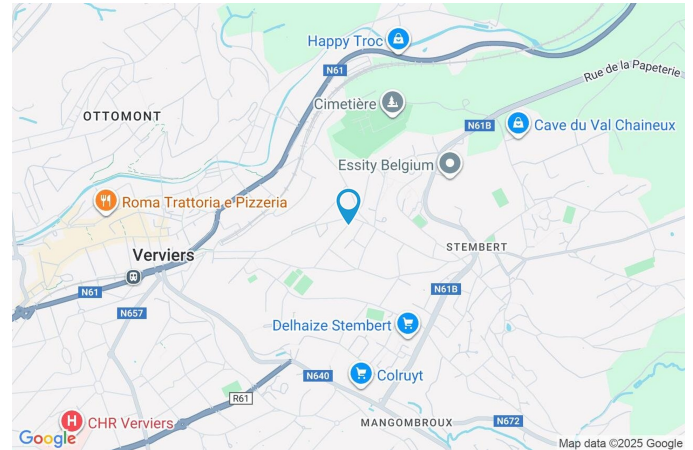 Happy Troc
N61
Rue de la Papeterie
Cimetière
OTTOMONT
N61B
Cave du Val Chaineux
Essity Belgium
Roma Trattoria e Pizzeria
Verviers
STEMBERT
N61
N61B
N657
Delhaize Stembert
N640
Colruyt
R61
H
CHR Verviers
MANGOMBROUX
N672
Google
Map data ©2025 Google